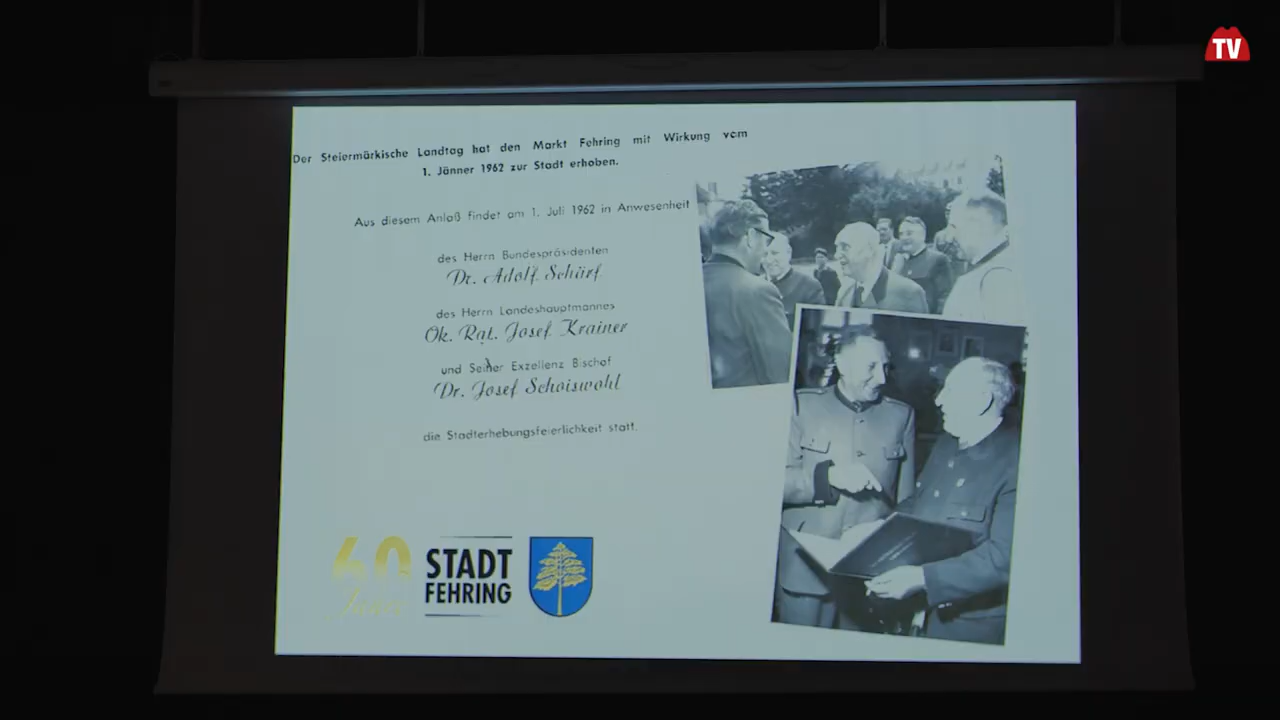 TV
Der Steiermärkische Landtag hat den Markt Fehring mit Wirkung vom
1. Jänner 1962 zur Stadt erhoben.
Aus diesem Anlaß findet am 1. Juli 1962 in Anwesenheit
des Herrn Bundespräsidenten
Dr. Adolf Schärf
des Herrn Landeshauptmannes
Ök. Rat. Josef Krainer
und Seiner Exzellenz Bischof
Dr. Josef Schoiswohl
die Stadterhebungsfeierlichkeit statt.
60
Jahre
STADT
FEHRING